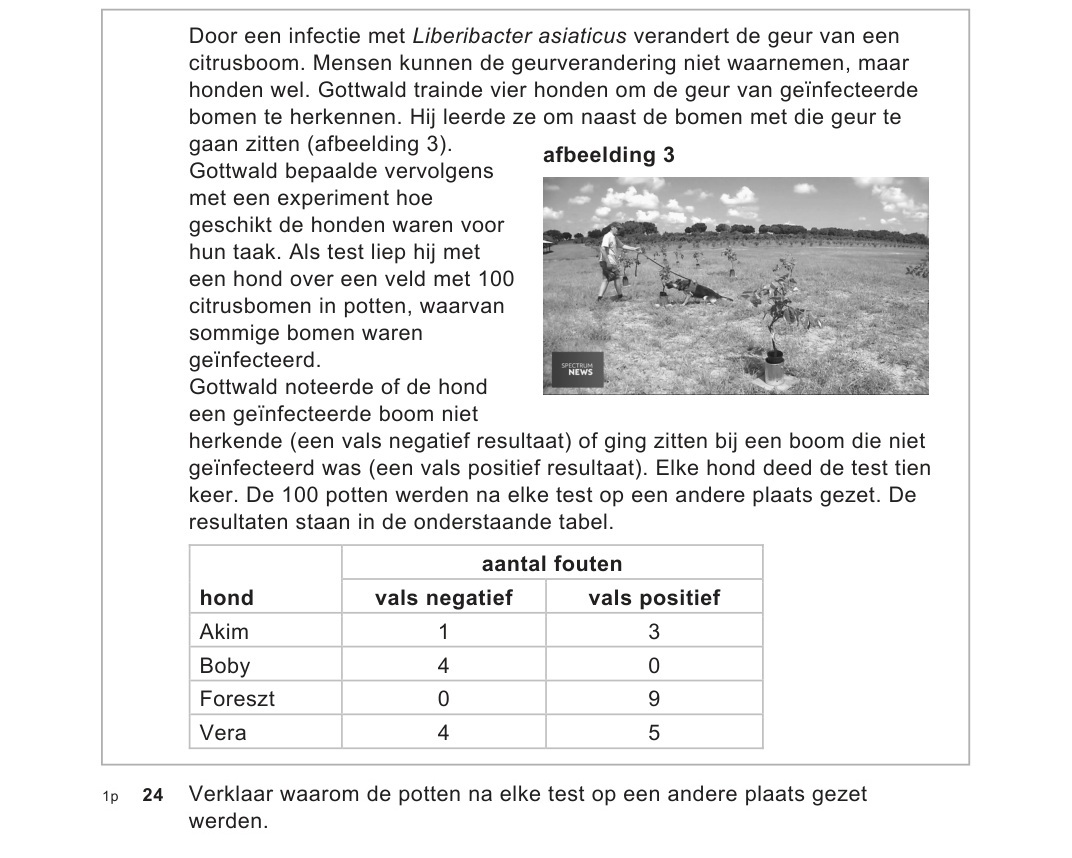 Door een infectie met Liberibacter asiaticus verandert de geur van een
citrusboom. Mensen kunnen de geurverandering niet waarnemen, maar
honden wel. Gottwald trainde vier honden om de geur van geïnfecteerde
bomen te herkennen. Hij leerde ze om naast de bomen met die geur te
gaan zitten (afbeelding 3).
Gottwald bepaalde vervolgens
met een experiment hoe
geschikt de honden waren voor
hun taak. Als test liep hij met
een hond over een veld met 100
citrusbomen in potten, waarvan
sommige bomen waren
geïnfecteerd.
Gottwald noteerde of de hond
een geïnfecteerde boom niet
afbeelding 3
SPECTRUM
NEWS
herkende (een vals negatief resultaat) of ging zitten bij een boom die niet
geïnfecteerd was (een vals positief resultaat). Elke hond deed de test tien
keer. De 100 potten werden na elke test op een andere plaats gezet. De
resultaten staan in de onderstaande tabel.
aantal fouten
hond vals negatief vals positief
Akim 1 3
Boby 4 0
Foreszt 0 9
Vera 4 5
1p 24 Verklaar waarom de potten na elke test op een andere plaats gezet
werden.